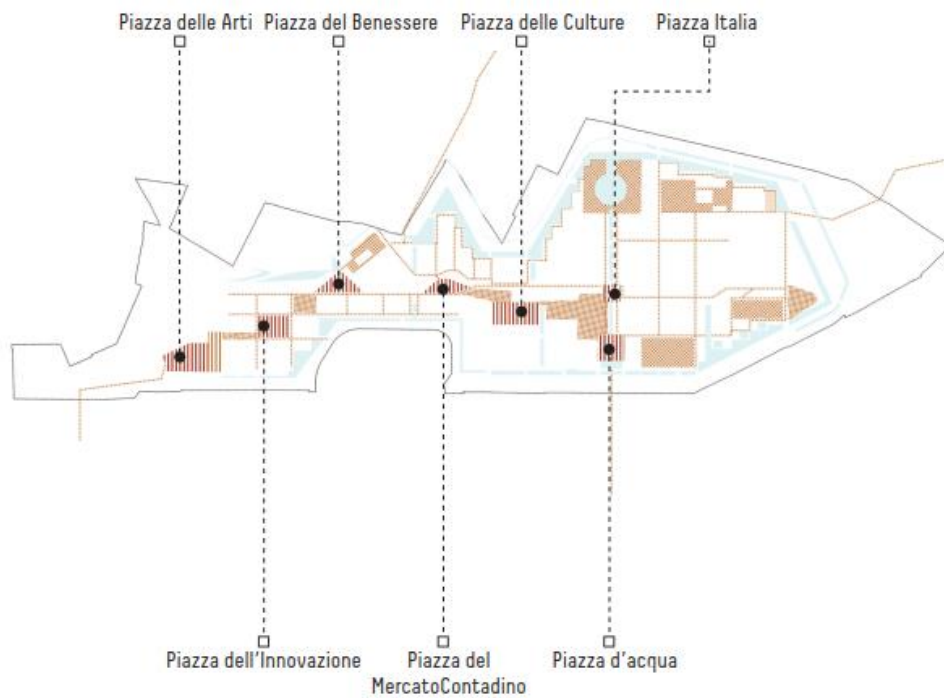 Piazza delle Arti
Piazza del Benessere
Piazza delle Culture
Piazza Italia
Piazza dell'Innovazione
Piazza del
MercatoContadino
Piazza d'acqua